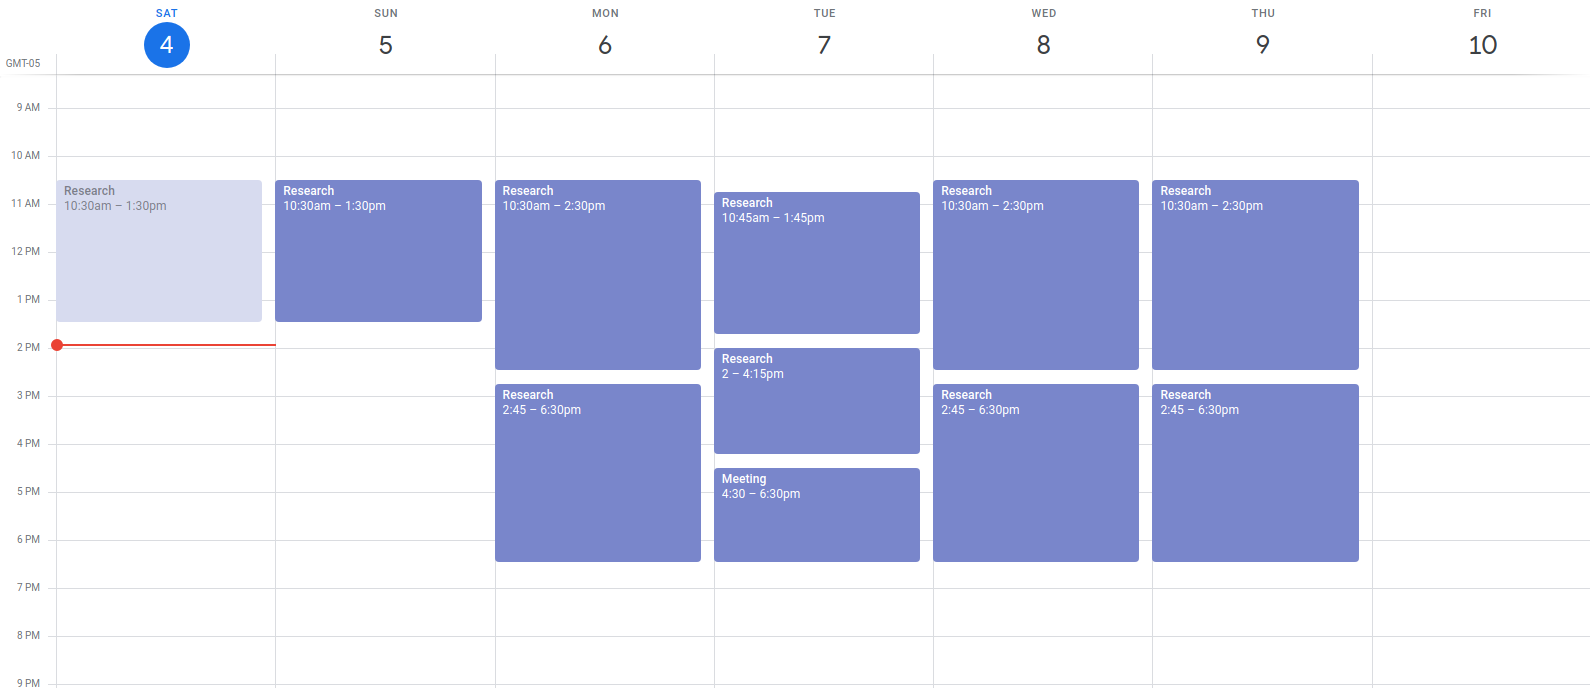 SAT SUN MON TUE WED THU FRI
4 5 6 7 8 9 10
GMT-05
9 AM
10 AM
11 AM
12 PM
1 PM
2 PM
3 PM
4 PM
5 PM
6 PM
7 PM
8 PM
9 PM
Research
10:30am – 1:30pm
Research
10:30am – 1:30pm
Research
10:30am – 2:30pm
Research
2:45 – 6:30pm
Research
10:45am – 1:45pm
Research
2 – 4:15pm
Meeting
4:30 – 6:30pm
Research
10:30am – 2:30pm
Research
2:45 – 6:30pm
Research
10:30am – 2:30pm
Research
2:45 – 6:30pm